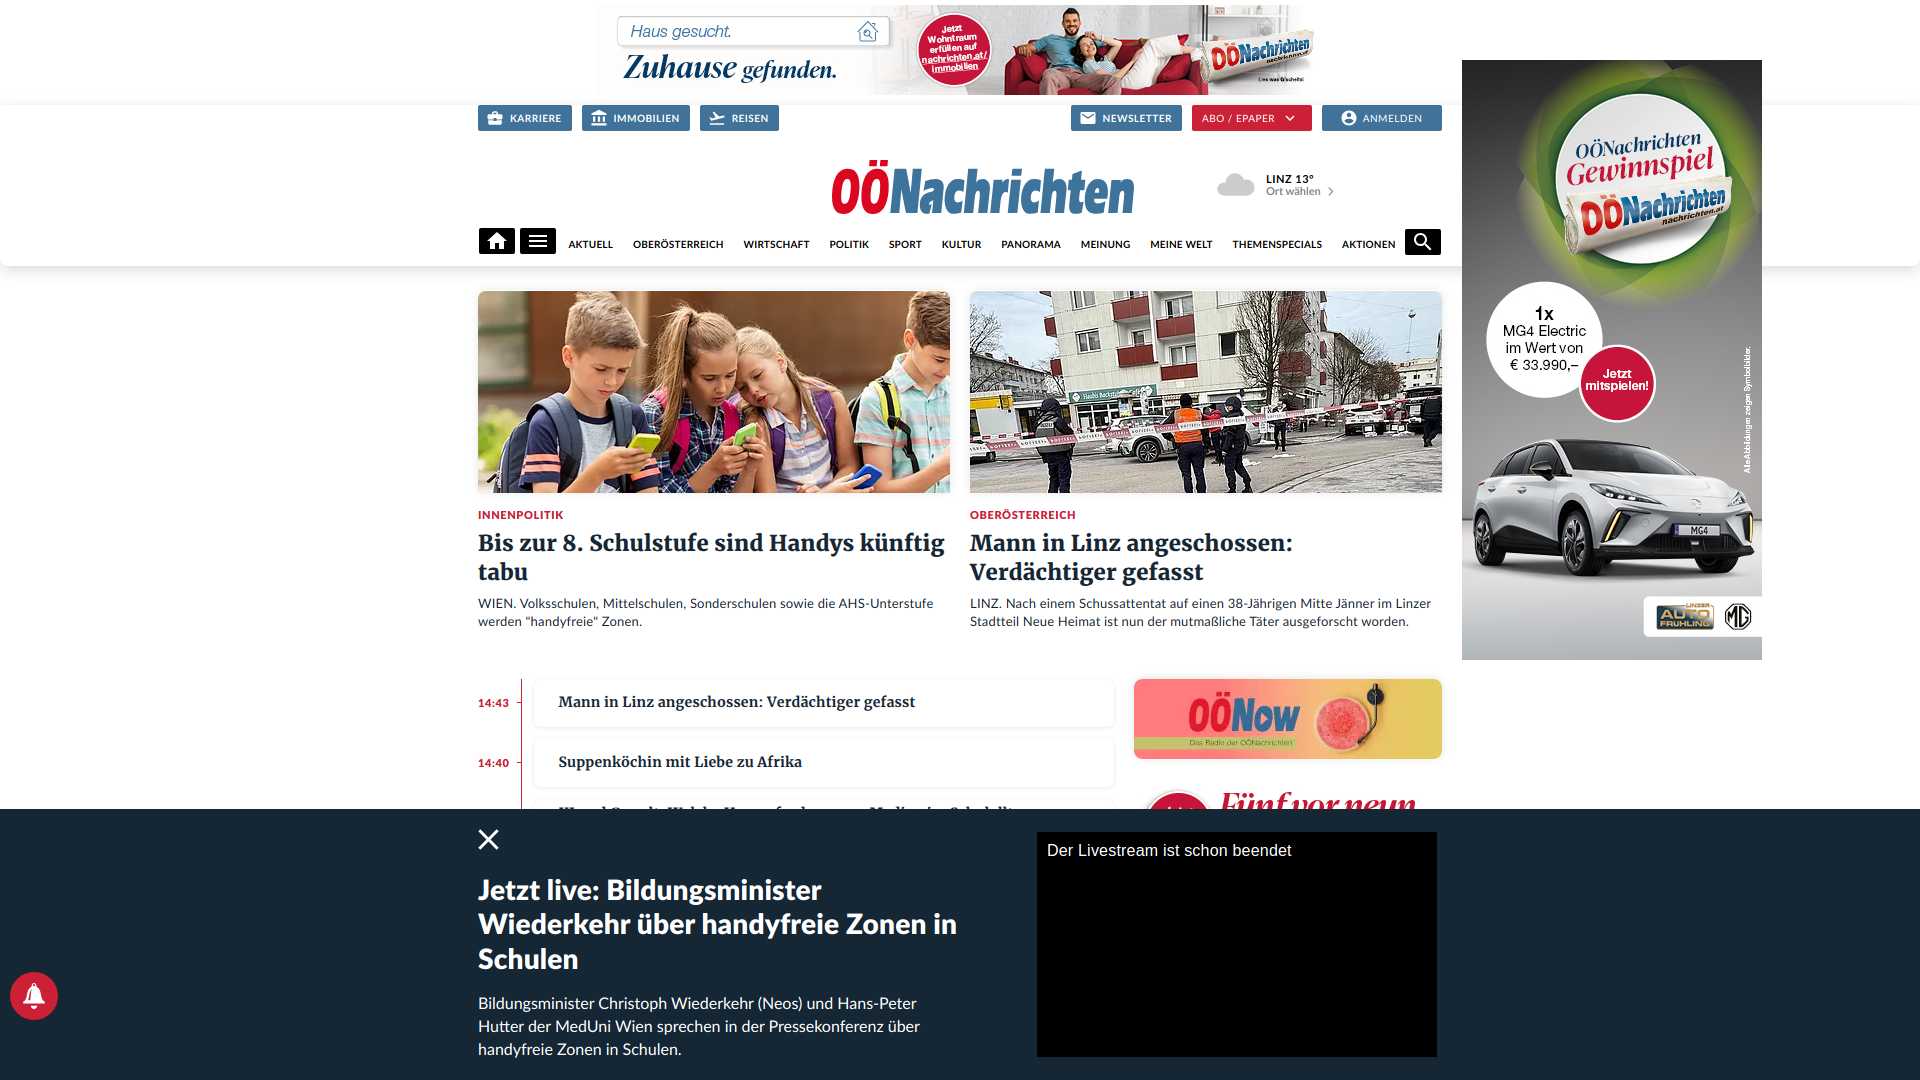 Haus gesucht.
Zuhause gefunden.
Jetzt
Wohntraum
erfüllen auf
nachrichten.at/
immobilien
OÖNachrichten
nachrichten.at
Lies was G'scheits!
KARRIERE
IMMOBILIEN
REISEN
NEWSLETTER
ABO / EPAPER
ANMELDEN
OÖNachrichten
LINZ 13°
Ort wählen
AKTUELL
OBERÖSTERREICH
WIRTSCHAFT
POLITIK
SPORT
KULTUR
PANORAMA
MEINUNG
MEINE WELT
THEMENSPECIALS
AKTIONEN
OÖNachrichten
Gewinnspiel
OÖNachrichten
nachrichten.at
1x
MG4 Electric
im Wert von
€ 33.990,–
Jetzt
mitspielen!
Alle Abbildungen zeigen Symbolbilder.
MG4
LINZER
AUTO
FRÜHLING
MG
INNENPOLITIK
Bis zur 8. Schulstufe sind Handys künftig
tabu
WIEN. Volksschulen, Mittelschulen, Sonderschulen sowie die AHS-Unterstufe
werden "handyfreie" Zonen.
OBERÖSTERREICH
Mann in Linz angeschossen:
Verdächtiger gefasst
LINZ. Nach einem Schussattentat auf einen 38-Jährigen Mitte Jänner im Linzer
Stadtteil Neue Heimat ist nun der mutmaßliche Täter ausgeforscht worden.
14:43
Mann in Linz angeschossen: Verdächtiger gefasst
14:40
Suppenköchin mit Liebe zu Afrika
OÖNow
Das Radio der OÖNachrichten
Fünf vor neun
Jetzt live: Bildungsminister
Wiederkehr über handyfreie Zonen in
Schulen
Bildungsminister Christoph Wiederkehr (Neos) und Hans-Peter
Hutter der MedUni Wien sprechen in der Pressekonferenz über
handyfreie Zonen in Schulen.
Der Livestream ist schon beendet